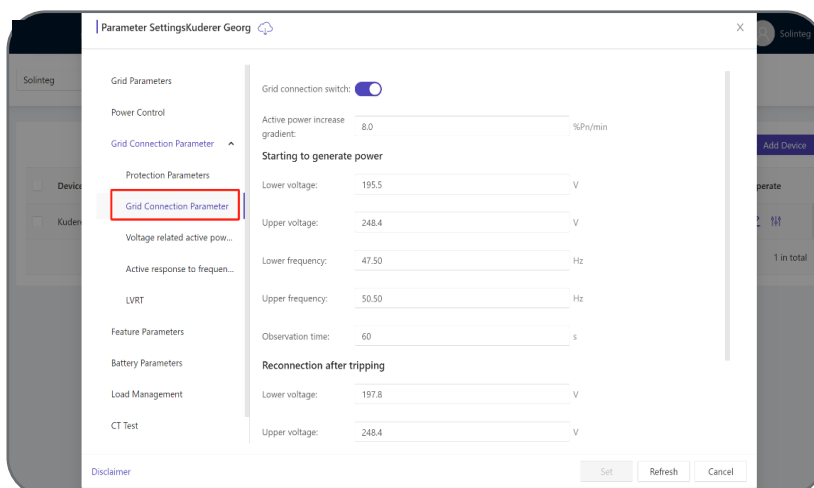 Parameter SettingsKuderer Georg
X
Solinteg
Solinteg
Grid Parameters
Power Control
Grid Connection Parameter
Protection Parameters
Grid Connection Parameter
Voltage related active pow...
Active response to frequen...
LVRT
Feature Parameters
Battery Parameters
Load Management
CT Test
Grid connection switch:
Active power increase
gradient: 8.0 %Pn/min
Starting to generate power
Lower voltage: 195.5 V
Upper voltage: 248.4 V
Lower frequency: 47.50 Hz
Upper frequency: 50.50 Hz
Observation time: 60 s
Reconnection after tripping
Lower voltage: 197.8 V
Upper voltage: 248.4 V
Add Device
Device
perate
Kuder
1 in total
Disclaimer
Set Refresh Cancel